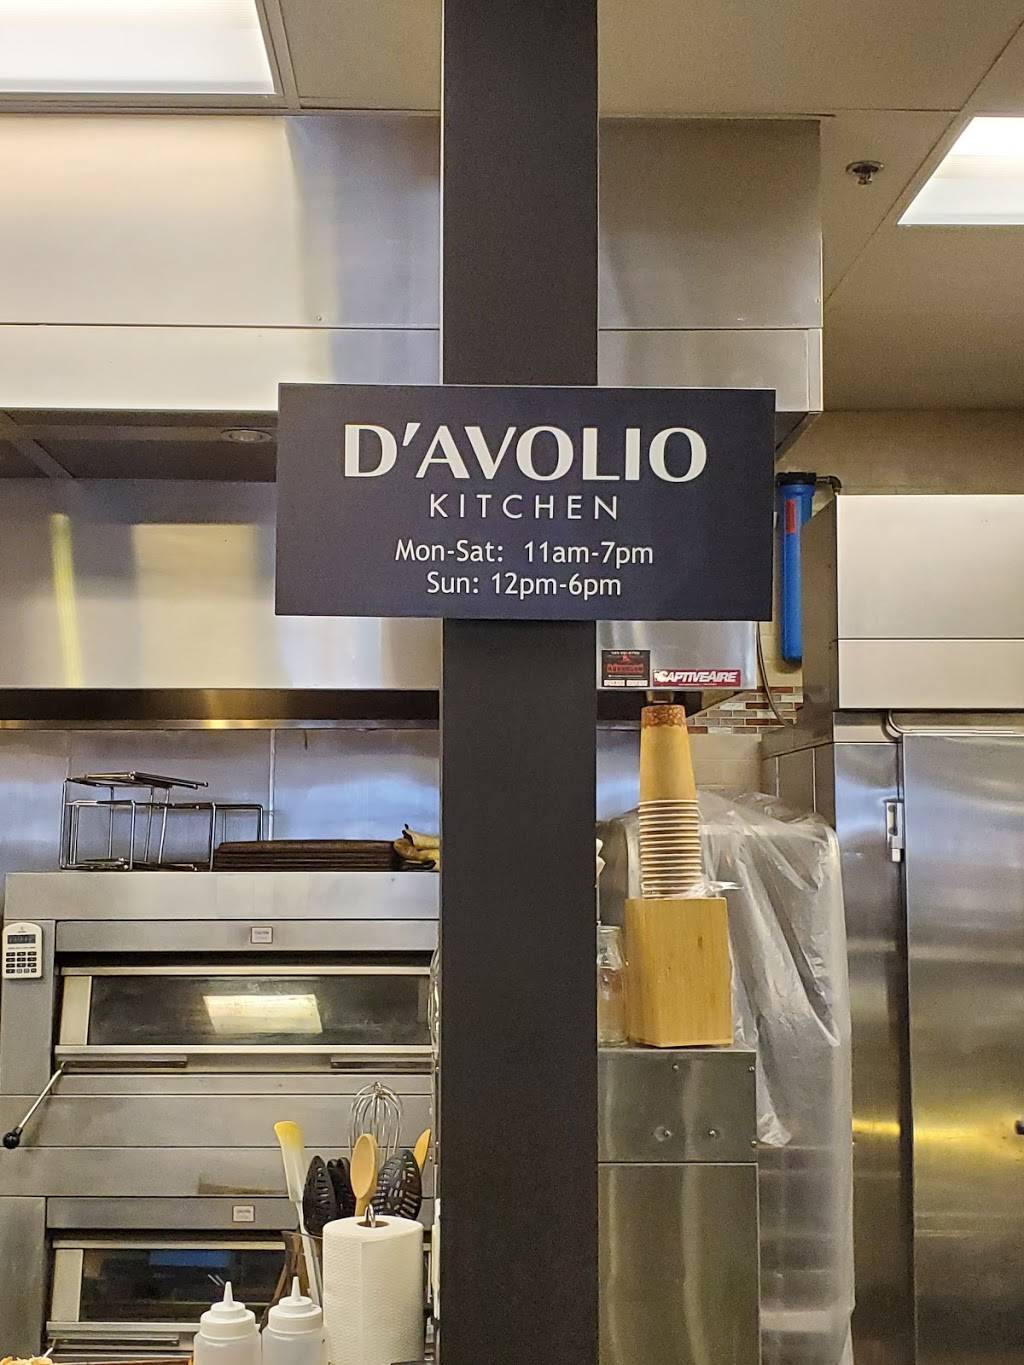 D'AVOLIO
KITCHEN
Mon-Sat: 11am-7pm
Sun: 12pm-6pm
CAPTIVEAIRE